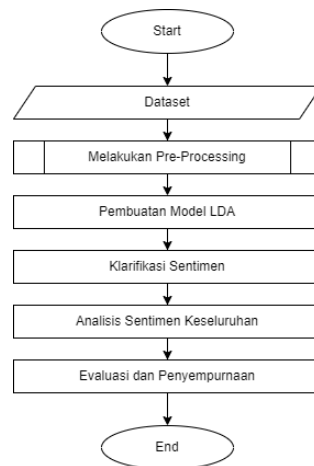 Start
Dataset
Melakukan Pre-Processing
Pembuatan Model LDA
Klarifikasi Sentimen
Analisis Sentimen Keseluruhan
Evaluasi dan Penyempurnaan
End